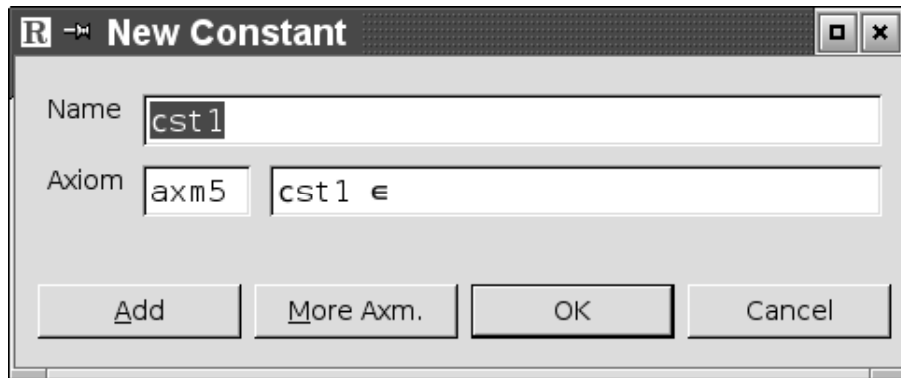 R New Constant
Name cst1
Axiom axm5 cst1 ∈
Add More Axm. OK Cancel